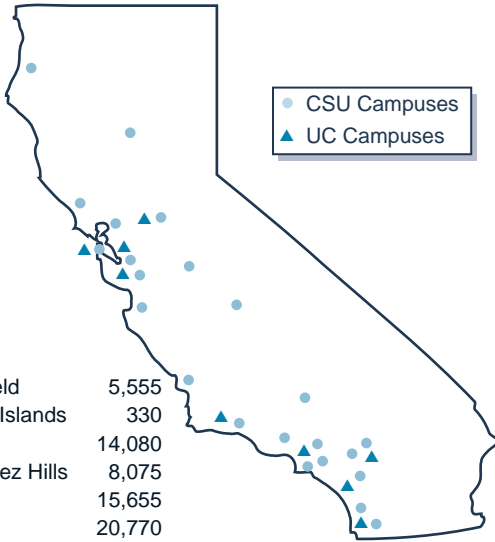 CSU Campuses
UC Campuses
eld 5,555
Islands 330
14,080
ez Hills 8,075
15,655
20,770